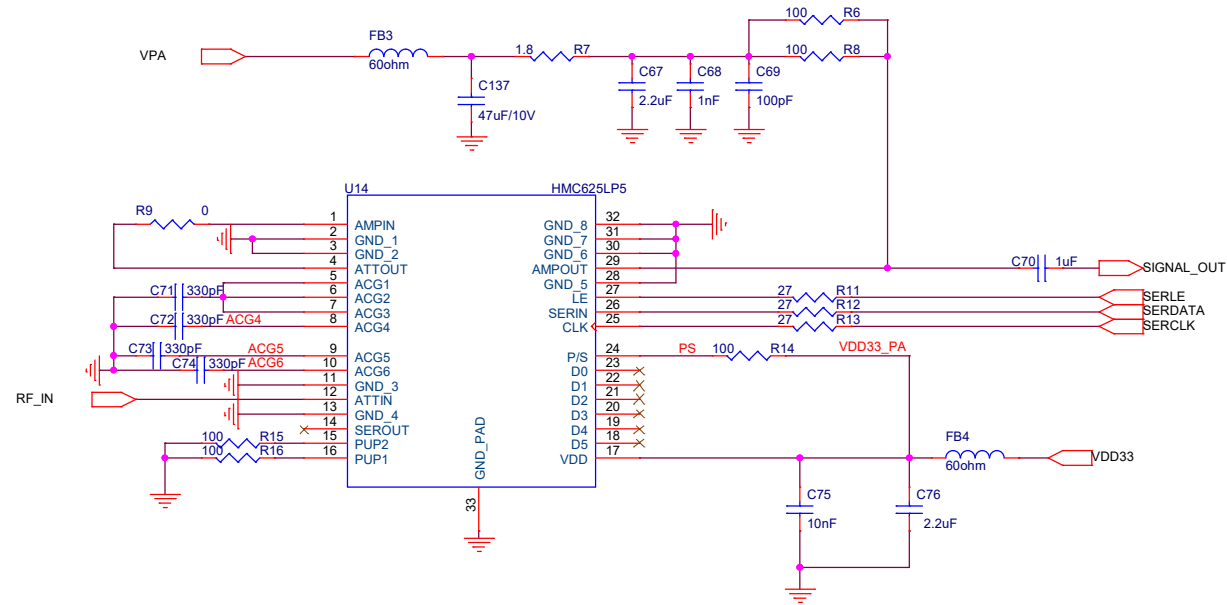 100 R6
FB3
VPA
60ohm
1.8 R7
100 R8
C137
47uF/10V
C67
2.2uF
C68
1nF
C69
100pF
U14 HMC625LP5
R9 0
1 AMPIN
2 GND_1
3 GND_2
4 ATTOUT
5 ACG1
6 ACG2
7 ACG3
8 ACG4
9 ACG5
10 ACG6
11 GND_3
12 ATTIN
13 GND_4
14 SEROUT
15 PUP2
16 PUP1
GND_8 32
GND_7 31
GND_6 30
AMPOUT 29
GND_5 28
LE 27
SERIN 26
CLK 25
P/S 24
D0 23
D1 22
D2 21
D3 20
D4 19
D5 18
VDD 17
GND_PAD
33
C71 330pF
C72 330pF ACG4
C73 330pF ACG5
C74 330pF ACG6
RF_IN
100 R15
100 R16
C70 1uF SIGNAL_OUT
27 R11 SERLE
27 R12 SERDATA
27 R13 SERCLK
PS 100 R14 VDD33_PA
FB4
60ohm
VDD33
C75
10nF
C76
2.2uF